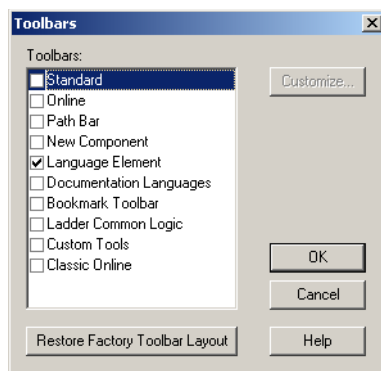 Toolbars
Toolbars:
Standard
Online
Path Bar
New Component
Language Element
Documentation Languages
Bookmark Toolbar
Ladder Common Logic
Custom Tools
Classic Online
Customize...
OK
Cancel
Restore Factory Toolbar Layout
Help